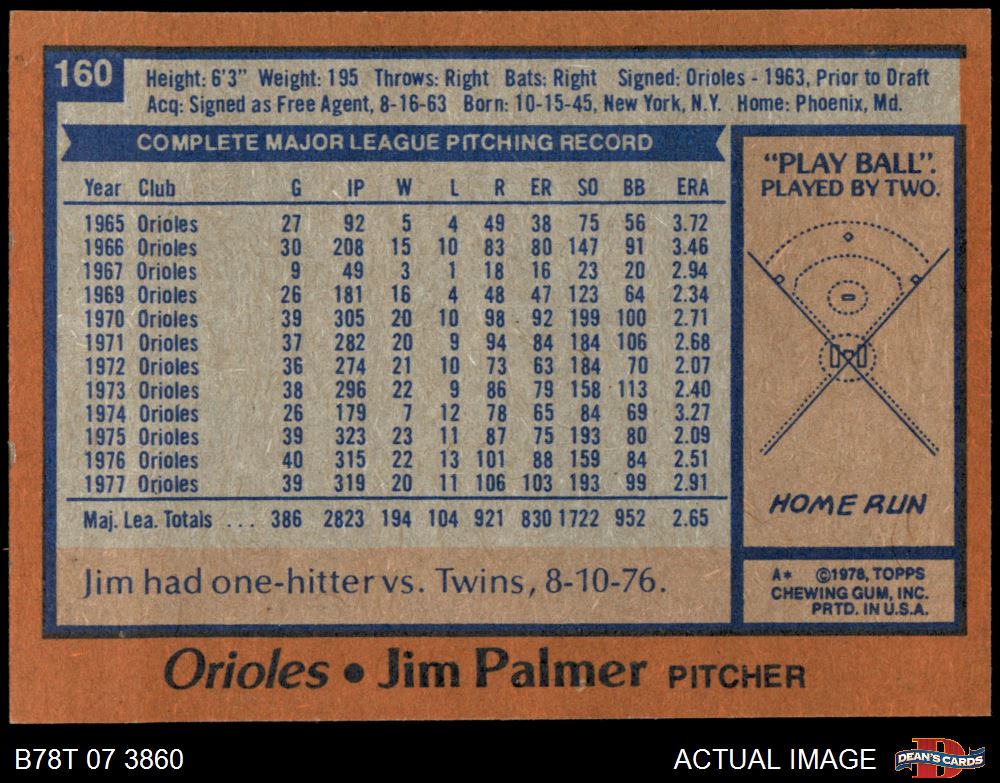 160
Height: 6'3" Weight: 195 Throws: Right Bats: Right Signed: Orioles - 1963, Prior to Draft
Acq: Signed as Free Agent, 8-16-63 Born: 10-15-45, New York, N.Y. Home: Phoenix, Md.
COMPLETE MAJOR LEAGUE PITCHING RECORD
Year Club G IP W L R ER SO BB ERA
1965 Orioles 27 92 5 4 49 38 75 56 3.72
1966 Orioles 30 208 15 10 83 80 147 91 3.46
1967 Orioles 9 49 3 1 18 16 23 20 2.94
1969 Orioles 26 181 16 4 48 47 123 64 2.34
1970 Orioles 39 305 20 10 98 92 199 100 2.71
1971 Orioles 37 282 20 9 94 84 184 106 2.68
1972 Orioles 36 274 21 10 73 63 184 70 2.07
1973 Orioles 38 296 22 9 86 79 158 113 2.40
1974 Orioles 26 179 7 12 78 65 84 69 3.27
1975 Orioles 39 323 23 11 87 75 193 80 2.09
1976 Orioles 40 315 22 13 101 88 159 84 2.51
1977 Orioles 39 319 20 11 106 103 193 99 2.91
Maj. Lea. Totals ... 386 2823 194 104 921 830 1722 952 2.65
Jim had one-hitter vs. Twins, 8-10-76.
"PLAY BALL".
PLAYED BY TWO.
HOME RUN
A* ©1978, TOPPS
CHEWING GUM, INC.
PRTD. IN U.S.A.
Orioles • Jim Palmer PITCHER
B78T 07 3860
ACTUAL IMAGE
D
DEAN'S CARDS